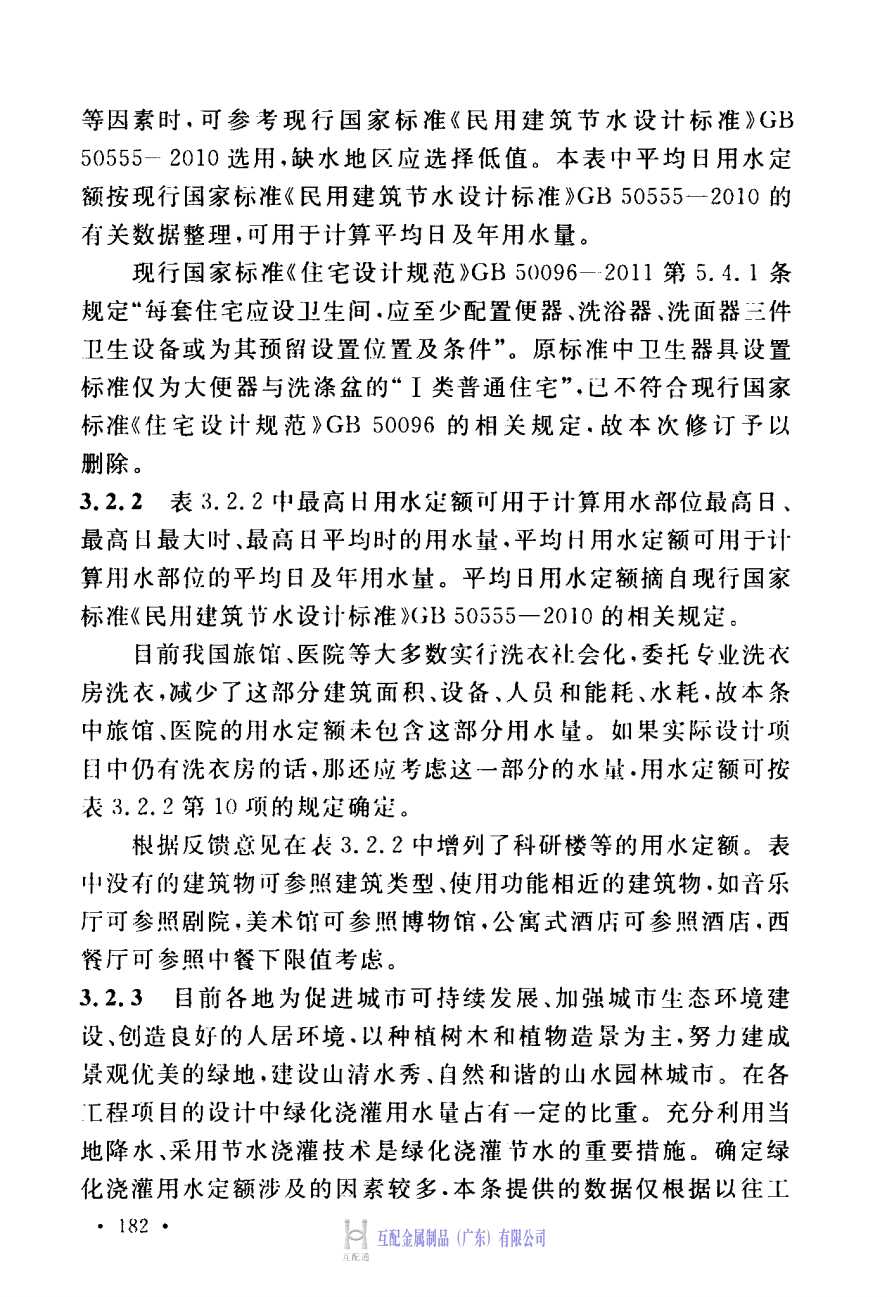 等因素时，可参考现行国家标准《民用建筑节水设计标准》GB
50555—2010 选用，缺水地区应选择低值。本表中平均日用水定
额按现行国家标准《民用建筑节水设计标准》GB 50555—2010 的
有关数据整理，可用于计算平均日及年用水量。
现行国家标准《住宅设计规范》GB 50096—2011 第 5.4.1 条
规定“每套住宅应设卫生间，应至少配置便器、洗浴器、洗面器三件
卫生设备或为其预留设置位置及条件”。原标准中卫生器具设置
标准仅为大便器与洗涤盆的“Ⅰ类普通住宅”，已不符合现行国家
标准《住宅设计规范》GB 50096 的相关规定，故本次修订予以
删除。
3.2.2 表 3.2.2 中最高日用水定额可用于计算用水部位最高日、
最高日最大时、最高日平均时的用水量，平均日用水定额可用于计
算用水部位的平均日及年用水量。平均日用水定额摘自现行国家
标准《民用建筑节水设计标准》GB 50555—2010 的相关规定。
目前我国旅馆、医院等大多数实行洗衣社会化，委托专业洗衣
房洗衣，减少了这部分建筑面积、设备、人员和能耗、水耗，故本条
中旅馆、医院的用水定额未包含这部分用水量。如果实际设计项
目中仍有洗衣房的话，那还应考虑这一部分的水量，用水定额可按
表 3.2.2 第 10 项的规定确定。
根据反馈意见在表 3.2.2 中增列了科研楼等的用水定额。表
中没有的建筑物可参照建筑类型、使用功能相近的建筑物，如音乐
厅可参照剧院，美术馆可参照博物馆，公寓式酒店可参照酒店，西
餐厅可参照中餐下限值考虑。
3.2.3 目前各地为促进城市可持续发展、加强城市生态环境建
设、创造良好的人居环境，以种植树木和植物造景为主，努力建成
景观优美的绿地，建设山清水秀、自然和谐的山水园林城市。在各
工程项目的设计中绿化浇灌用水量占有一定的比重。充分利用当
地降水、采用节水浇灌技术是绿化浇灌节水的重要措施。确定绿
化浇灌用水定额涉及的因素较多，本条提供的数据仅根据以往工
• 182 •
互配金属制品（广东）有限公司
互配通